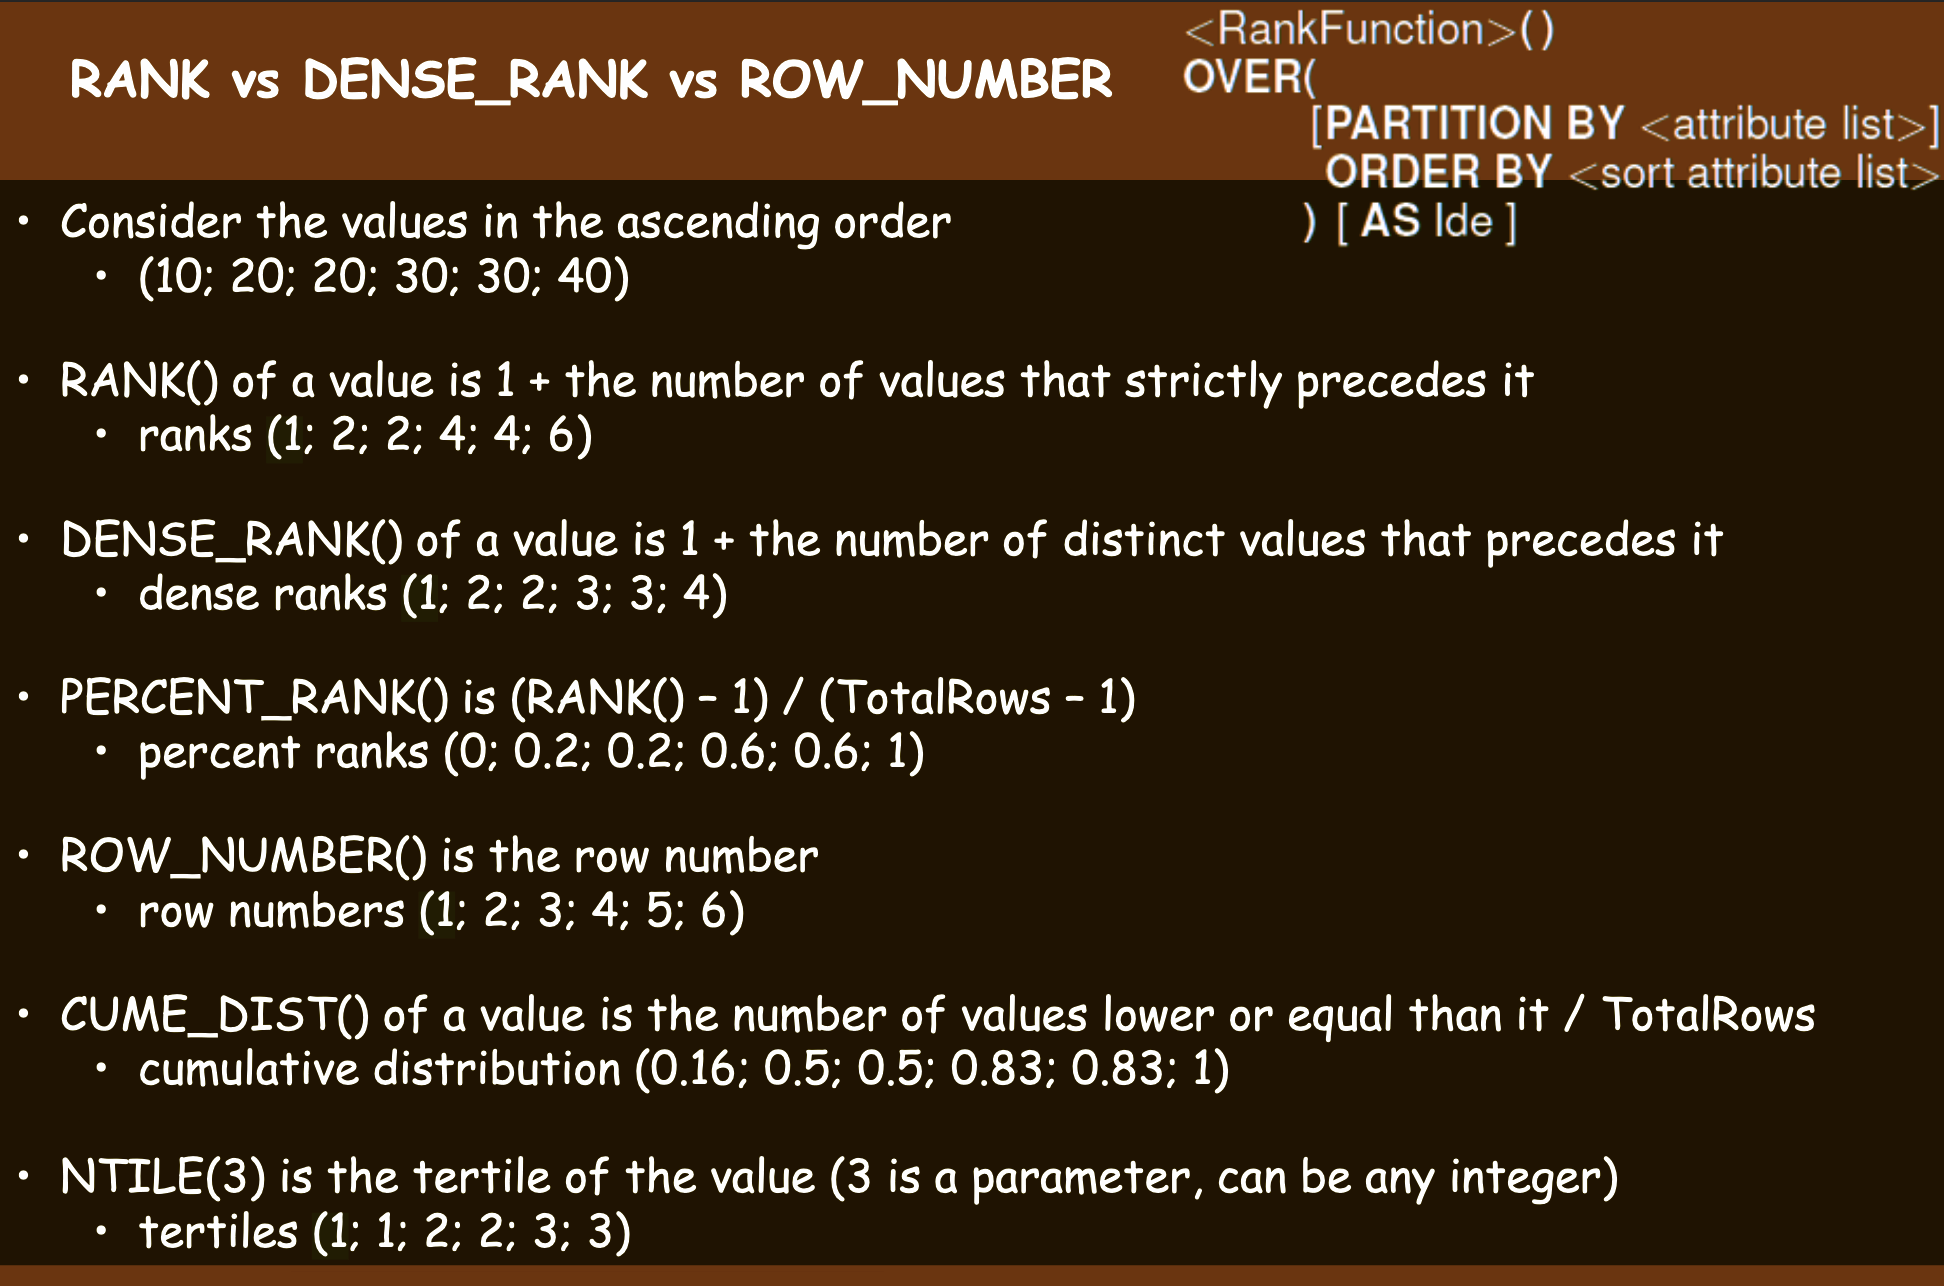 RANK vs DENSE_RANK vs ROW_NUMBER
<RankFunction>()
OVER(
[PARTITION BY <attribute list>]
ORDER BY <sort attribute list>
) [ AS Ide ]
• Consider the values in the ascending order
• (10; 20; 20; 30; 30; 40)
• RANK() of a value is 1 + the number of values that strictly precedes it
• ranks (1; 2; 2; 4; 4; 6)
• DENSE_RANK() of a value is 1 + the number of distinct values that precedes it
• dense ranks (1; 2; 2; 3; 3; 4)
• PERCENT_RANK() is (RANK() – 1) / (TotalRows – 1)
• percent ranks (0; 0.2; 0.2; 0.6; 0.6; 1)
• ROW_NUMBER() is the row number
• row numbers (1; 2; 3; 4; 5; 6)
• CUME_DIST() of a value is the number of values lower or equal than it / TotalRows
• cumulative distribution (0.16; 0.5; 0.5; 0.83; 0.83; 1)
• NTILE(3) is the tertile of the value (3 is a parameter, can be any integer)
• tertiles (1; 1; 2; 2; 3; 3)